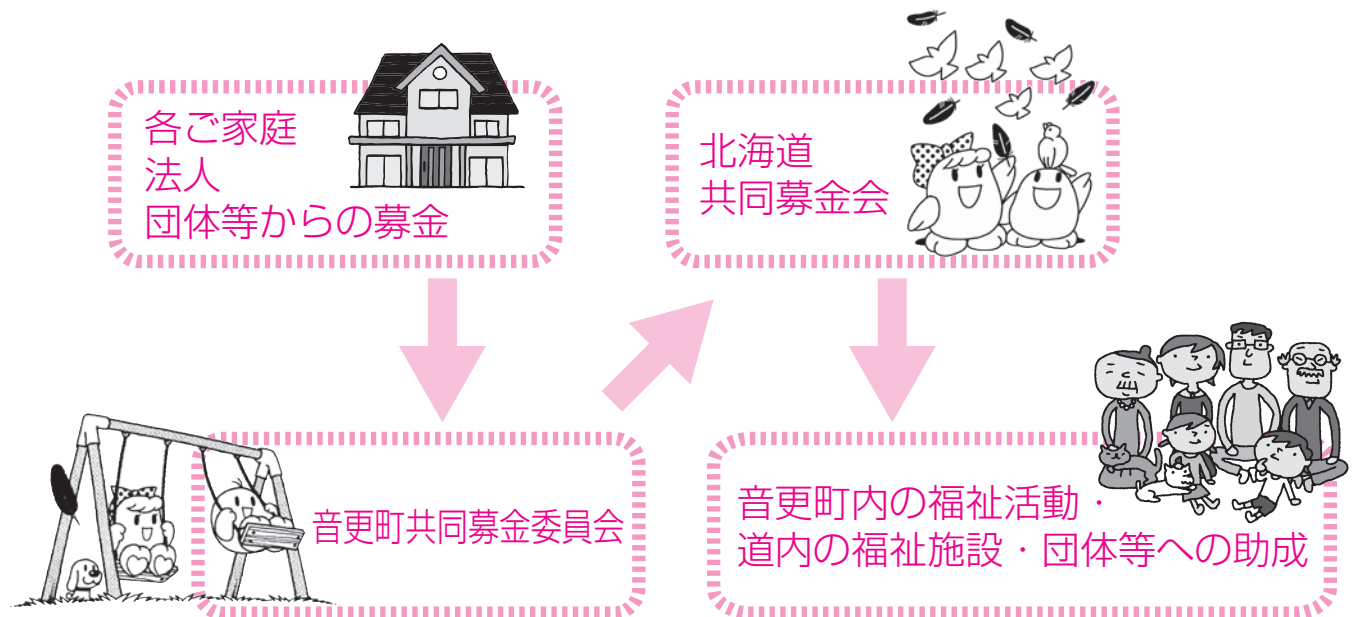 各ご家庭
法人
団体等からの募金
北海道
共同募金会
音更町共同募金委員会
音更町内の福祉活動・
道内の福祉施設・団体等への助成